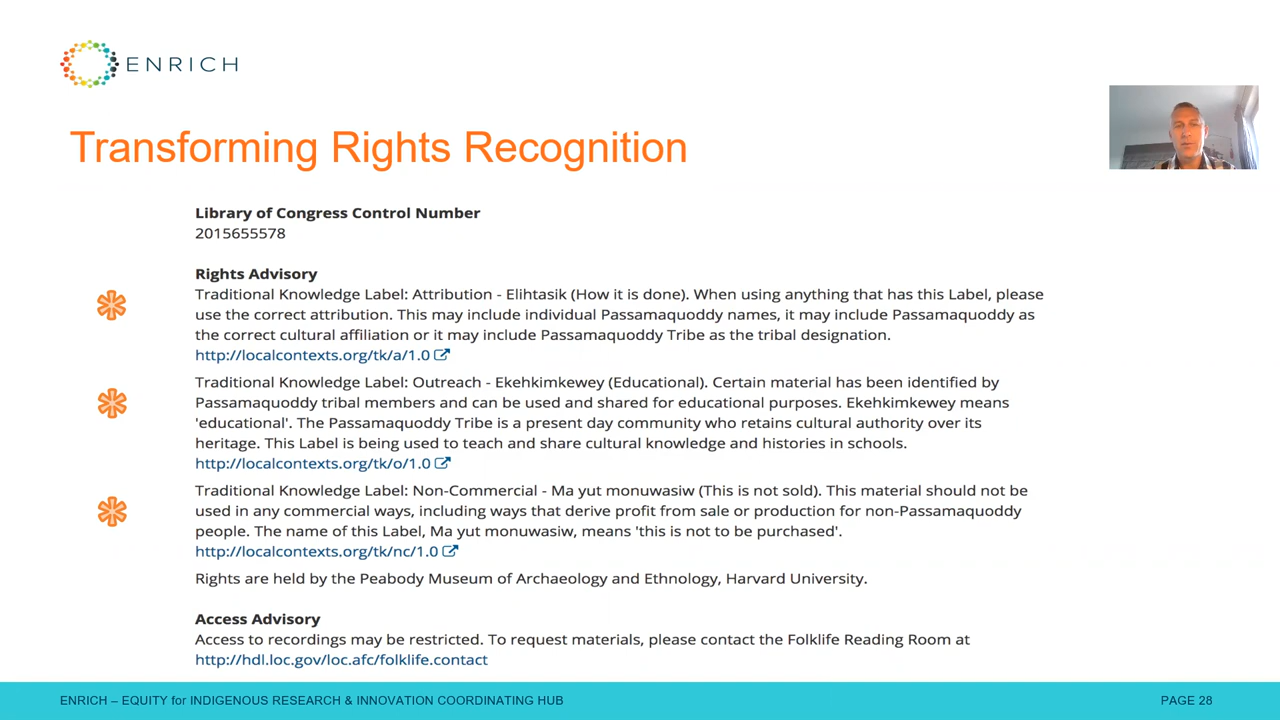 ENRICH
Transforming Rights Recognition
Library of Congress Control Number
2015655578
Rights Advisory
Traditional Knowledge Label: Attribution - Elihtasik (How it is done). When using anything that has this Label, please
use the correct attribution. This may include individual Passamaquoddy names, it may include Passamaquoddy as
the correct cultural affiliation or it may include Passamaquoddy Tribe as the tribal designation.
http://localcontexts.org/tk/a/1.0
Traditional Knowledge Label: Outreach - Ekehkimkewey (Educational). Certain material has been identified by
Passamaquoddy tribal members and can be used and shared for educational purposes. Ekehkimkewey means
'educational'. The Passamaquoddy Tribe is a present day community who retains cultural authority over its
heritage. This Label is being used to teach and share cultural knowledge and histories in schools.
http://localcontexts.org/tk/o/1.0
Traditional Knowledge Label: Non-Commercial - Ma yut monuwasiw (This is not sold). This material should not be
used in any commercial ways, including ways that derive profit from sale or production for non-Passamaquoddy
people. The name of this Label, Ma yut monuwasiw, means 'this is not to be purchased'.
http://localcontexts.org/tk/nc/1.0
Rights are held by the Peabody Museum of Archaeology and Ethnology, Harvard University.
Access Advisory
Access to recordings may be restricted. To request materials, please contact the Folklife Reading Room at
http://hdl.loc.gov/loc.afc/folklife.contact
ENRICH – EQUITY for INDIGENOUS RESEARCH & INNOVATION COORDINATING HUB
PAGE 28